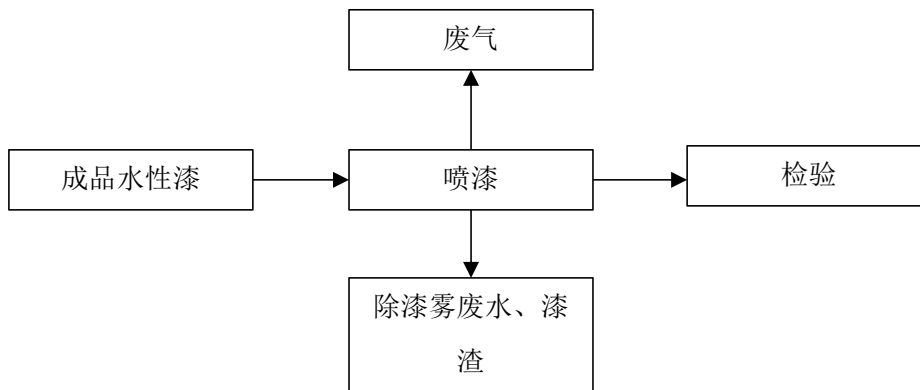 废气
成品水性漆
喷漆
检验
除漆雾废水、漆
渣